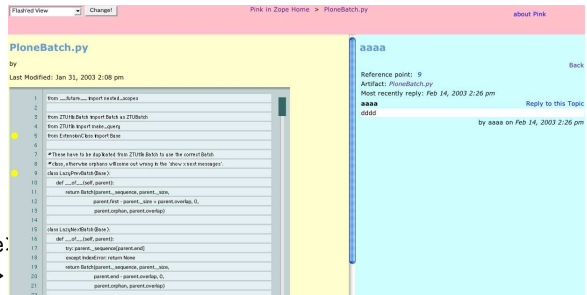 Flash'red View
Change!
Pink in Zope Home > PloneBatch.py
about Pink
PloneBatch.py
by
Last Modified: Jan 31, 2003 2:08 pm
1 from __future__ import nested_scopes
2
3 from ZTUtils.Batch import Batch as ZTUBatch
4 from ZTUtils import make_query
5 from ExtensionClass import Base
6
7 #These have to be duplicated from ZTUtils.Batch to use the correct Batch
8 #class, otherwise orphans will come out wrong in the 'show x next messages'.
9 class LazyPrevBatch(Base):
10 def __of__(self, parent):
11 return Batch(parent._sequence, parent._size,
12 parent.first - parent._size + parent.overlap, 0,
13 parent.orphan, parent.overlap)
14
15 class LazyNextBatch(Base):
16 def __of__(self, parent):
17 try: parent._sequence[parent.end]
18 except IndexError: return None
19 return Batch(parent._sequence, parent._size,
20 parent.end - parent.overlap, 0,
21 parent.orphan, parent.overlap)
aaaa
Back
Reference point: 9
Artifact: PloneBatch.py
Most recently reply: Feb 14, 2003 2:26 pm
aaaa Reply to this Topic
dddd
by aaaa on Feb 14, 2003 2:26 pm